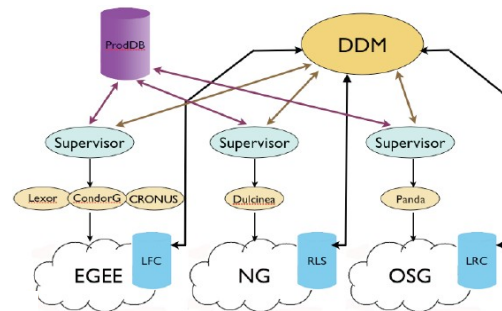 ProdDB
DDM
Supervisor
Supervisor
Supervisor
Lexor
CondorG
CRONUS
Dulcinea
Panda
EGEE
LFC
NG
RLS
OSG
LRC